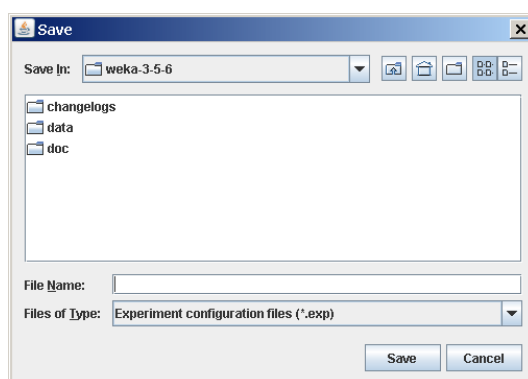 Save
Save In: weka-3-5-6
changelogs
data
doc
File Name:
Files of Type: Experiment configuration files (*.exp)
Save Cancel